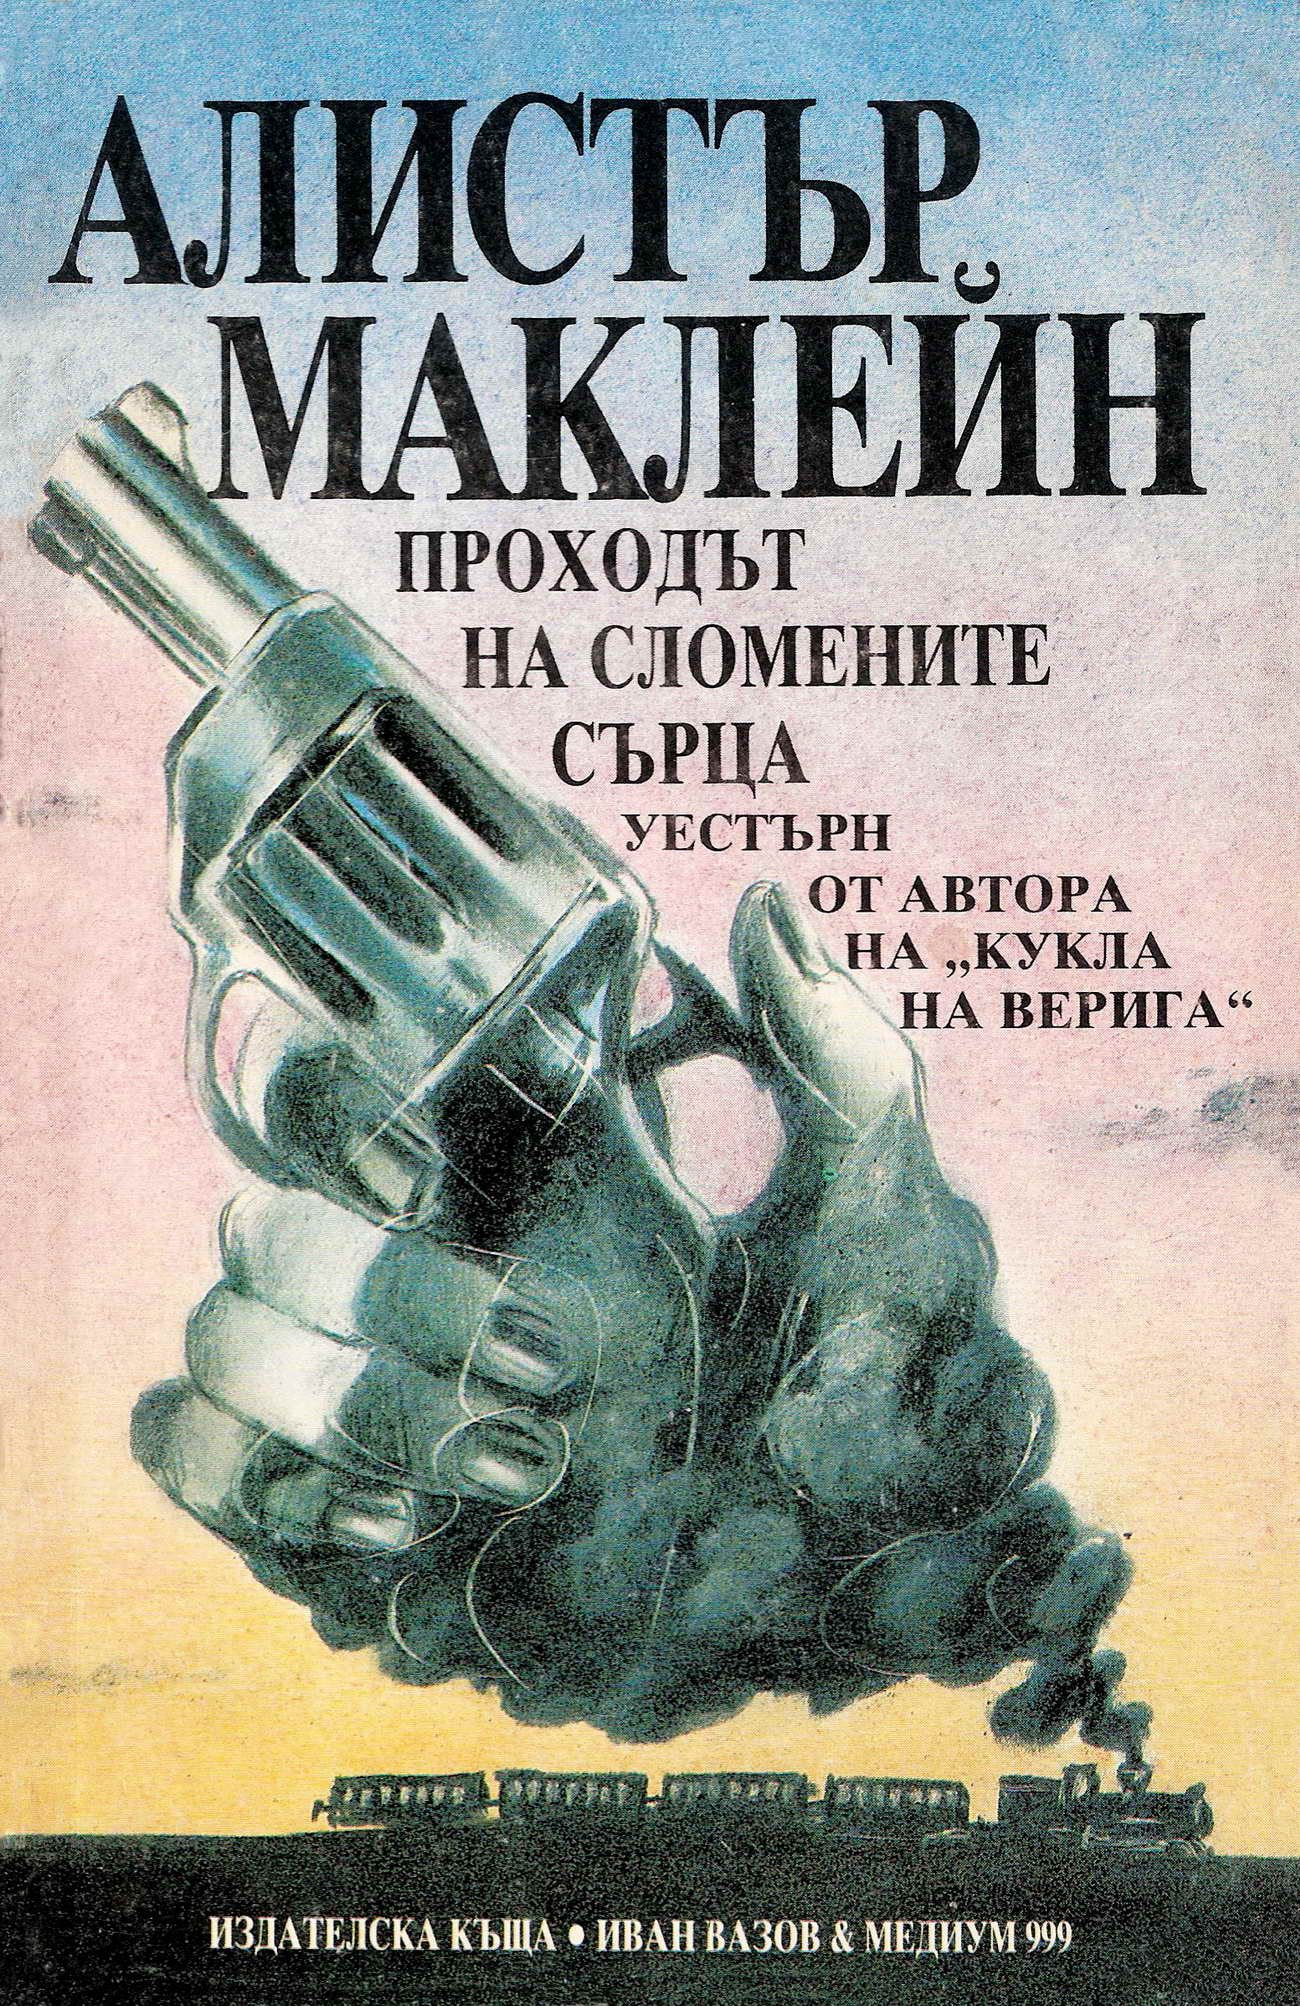 АЛИСТЪР
МАКЛЕЙН
ПРОХОДЪТ
НА СЛОМЕНИТЕ
СЪРЦА
УЕСТЪРН
ОТ АВТОРА
НА „КУКЛА
НА ВЕРИГА“
ИЗДАТЕЛСКА КЪЩА • ИВАН ВАЗОВ & МЕДИУМ 999